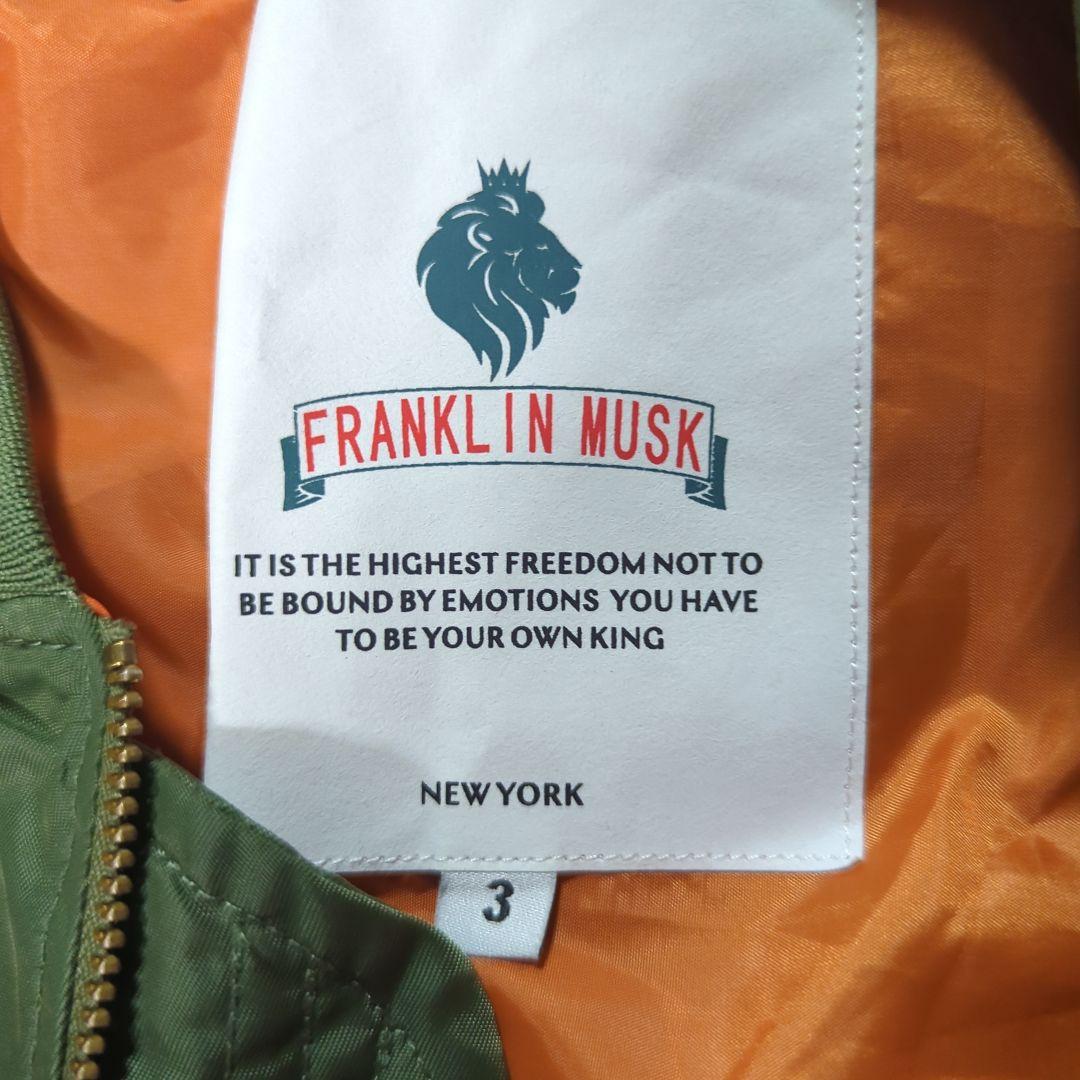 FRANKLIN MUSK
IT IS THE HIGHEST FREEDOM NOT TO
BE BOUND BY EMOTIONS YOU HAVE
TO BE YOUR OWN KING
NEW YORK
3